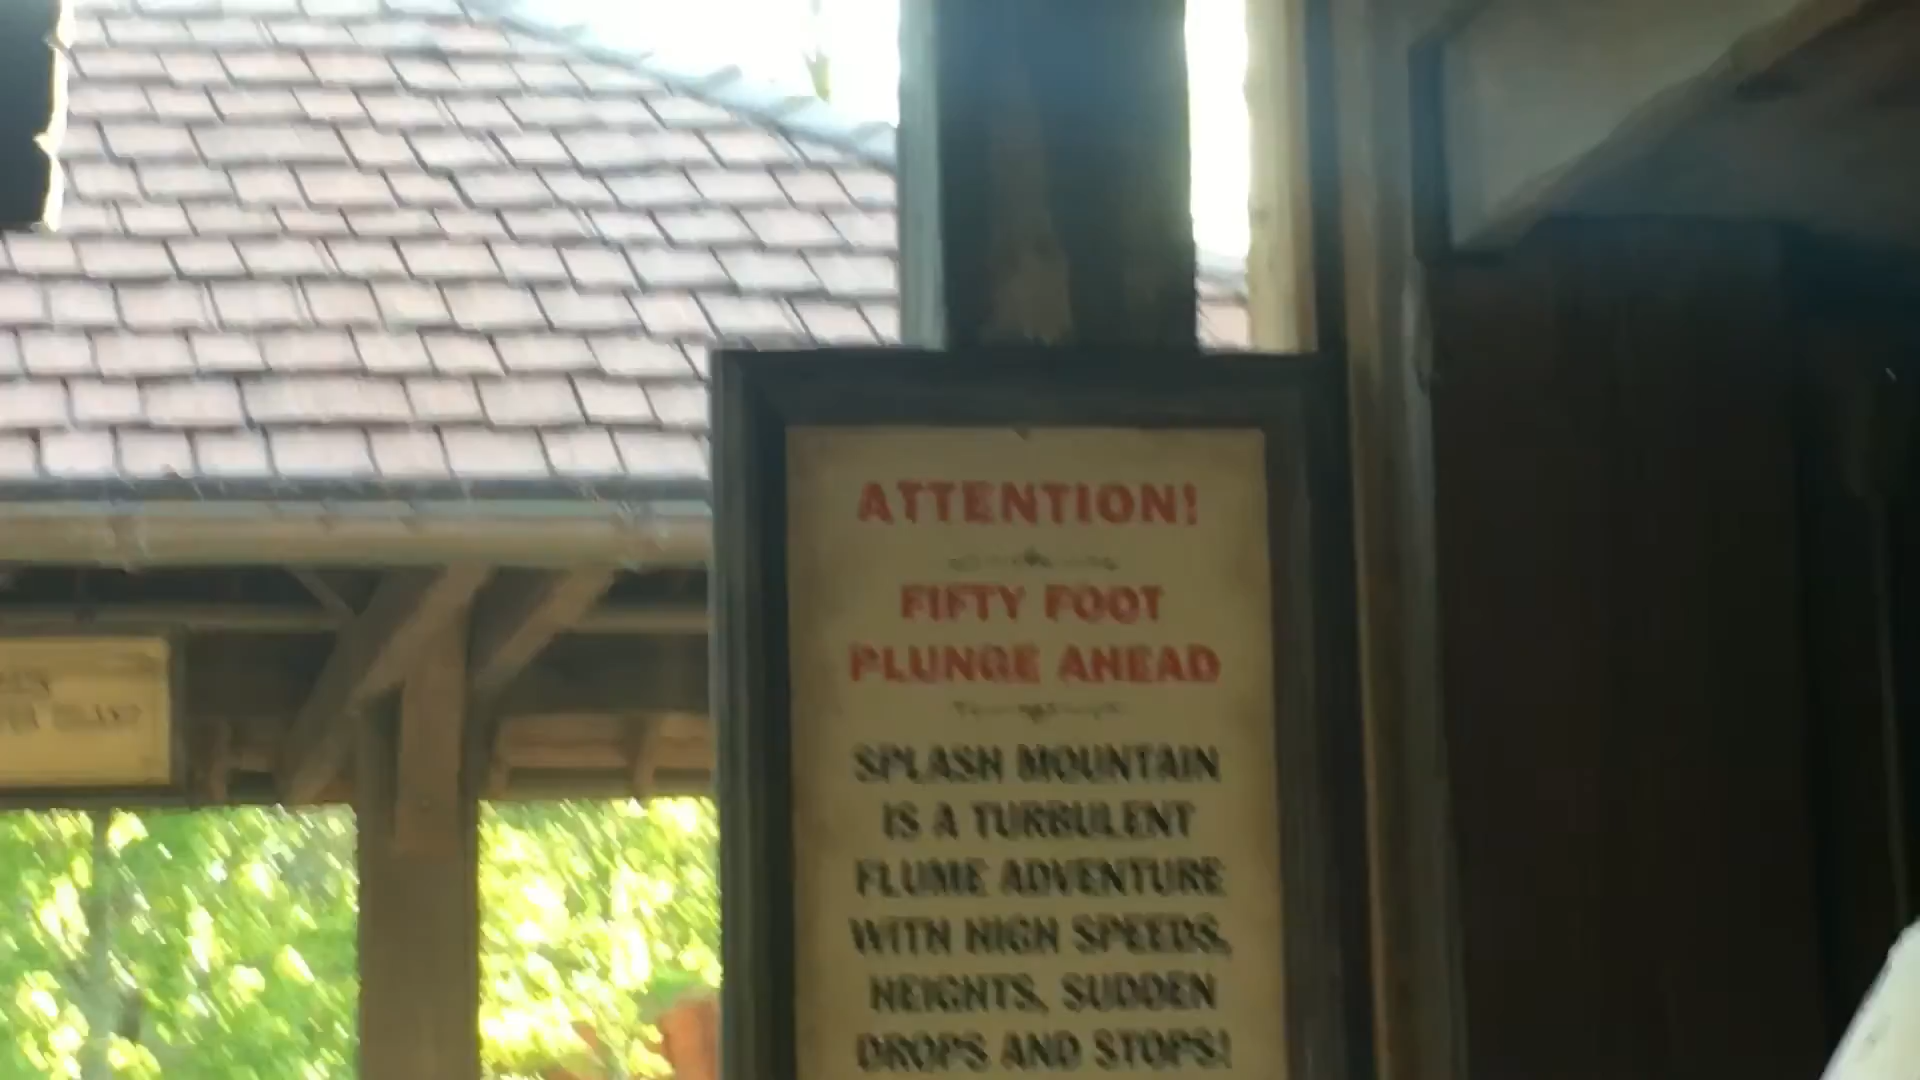 ATTENTION!
FIFTY FOOT
PLUNGE AHEAD
SPLASH MOUNTAIN
IS A TURBULENT
FLUME ADVENTURE
WITH HIGH SPEEDS,
HEIGHTS, SUDDEN
DROPS AND STOPS!